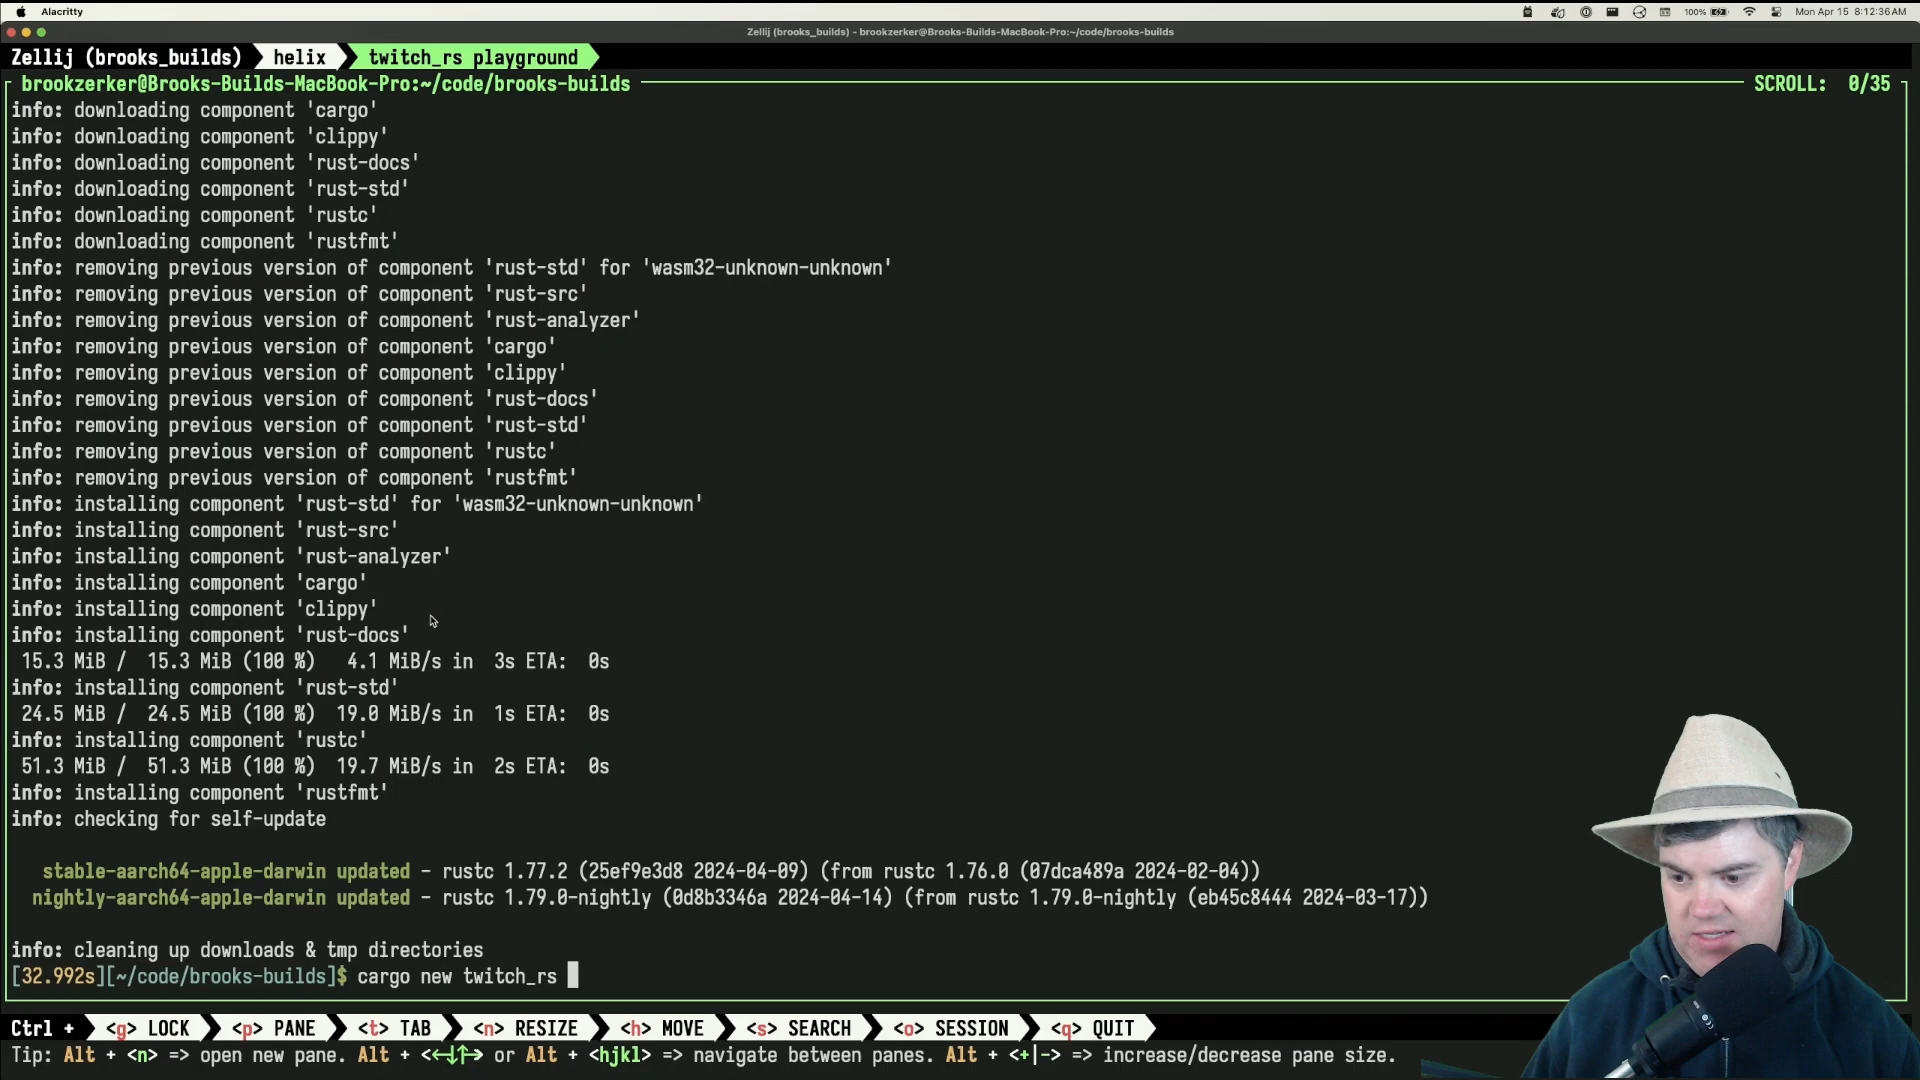 Alacritty
100%
Mon Apr 15 8:12:36 AM
Zellij (brooks_builds) - brookzerker@Brooks-Builds-MacBook-Pro:~/code/brooks-builds
Zellij (brooks_builds) helix twitch_rs playground
brookzerker@Brooks-Builds-MacBook-Pro:~/code/brooks-builds SCROLL: 0/35
info: downloading component 'cargo'
info: downloading component 'clippy'
info: downloading component 'rust-docs'
info: downloading component 'rust-std'
info: downloading component 'rustc'
info: downloading component 'rustfmt'
info: removing previous version of component 'rust-std' for 'wasm32-unknown-unknown'
info: removing previous version of component 'rust-src'
info: removing previous version of component 'rust-analyzer'
info: removing previous version of component 'cargo'
info: removing previous version of component 'clippy'
info: removing previous version of component 'rust-docs'
info: removing previous version of component 'rust-std'
info: removing previous version of component 'rustc'
info: removing previous version of component 'rustfmt'
info: installing component 'rust-std' for 'wasm32-unknown-unknown'
info: installing component 'rust-src'
info: installing component 'rust-analyzer'
info: installing component 'cargo'
info: installing component 'clippy'
info: installing component 'rust-docs'
15.3 MiB / 15.3 MiB (100 %) 4.1 MiB/s in 3s ETA: 0s
info: installing component 'rust-std'
24.5 MiB / 24.5 MiB (100 %) 19.0 MiB/s in 1s ETA: 0s
info: installing component 'rustc'
51.3 MiB / 51.3 MiB (100 %) 19.7 MiB/s in 2s ETA: 0s
info: installing component 'rustfmt'
info: checking for self-update
stable-aarch64-apple-darwin updated - rustc 1.77.2 (25ef9e3d8 2024-04-09) (from rustc 1.76.0 (07dca489a 2024-02-04))
nightly-aarch64-apple-darwin updated - rustc 1.79.0-nightly (0d8b3346a 2024-04-14) (from rustc 1.79.0-nightly (eb45c8444 2024-03-17))
info: cleaning up downloads & tmp directories
[32.992s][~/code/brooks-builds]$ cargo new twitch_rs
Ctrl + <g> LOCK <p> PANE <t> TAB <n> RESIZE <h> MOVE <s> SEARCH <o> SESSION <q> QUIT
Tip: Alt + <n> => open new pane. Alt + <←↓↑→> or Alt + <hjkl> => navigate between panes. Alt + <+|-> => increase/decrease pane size.